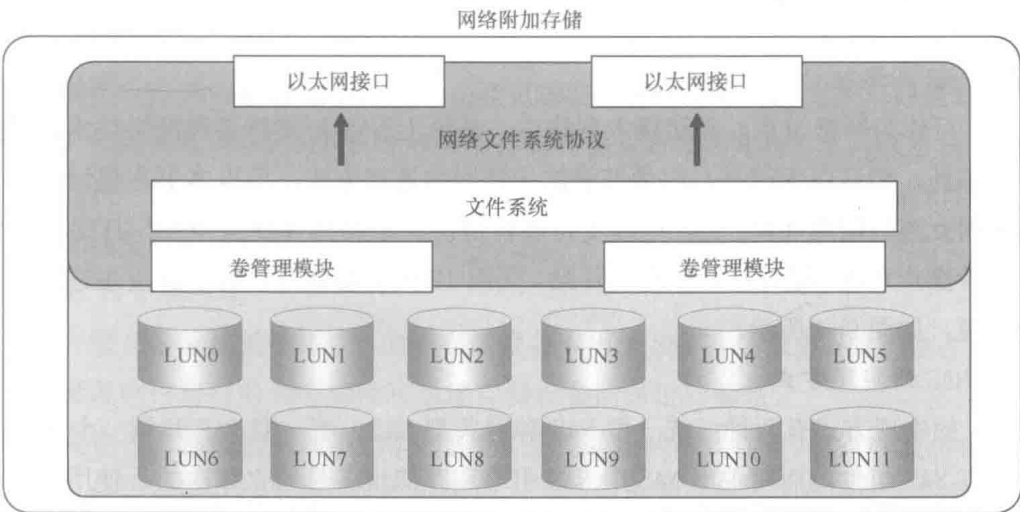 网络附加存储
以太网接口 以太网接口
网络文件系统协议
文件系统
卷管理模块 卷管理模块
LUN0 LUN1 LUN2 LUN3 LUN4 LUN5
LUN6 LUN7 LUN8 LUN9 LUN10 LUN11